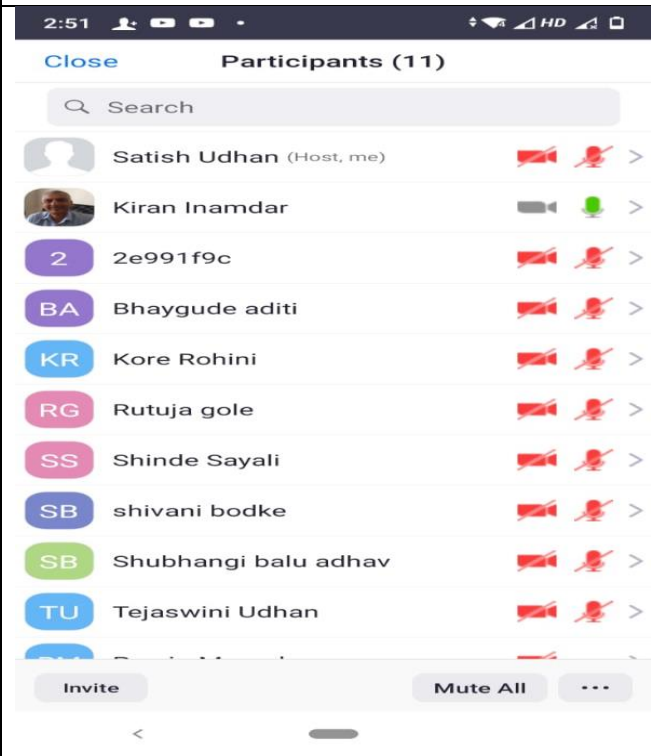 2:51 HD
Close Participants (11)
Search
Satish Udhan (Host, me)
Kiran Inamdar
2 2e991f9c
BA Bhaygude aditi
KR Kore Rohini
RG Rutuja gole
SS Shinde Sayali
SB shivani bodke
SB Shubhangi balu adhav
TU Tejaswini Udhan
Invite Mute All ...